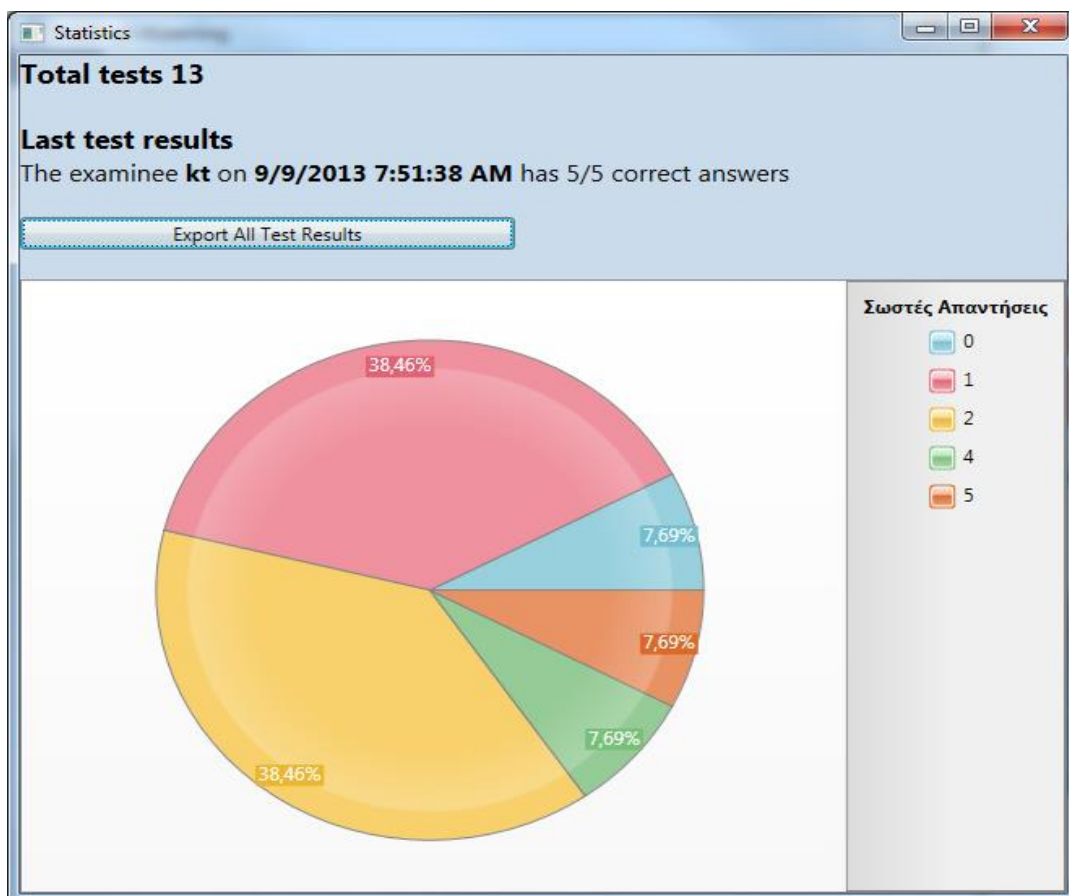 Statistics
Total tests 13
Last test results
The examinee kt on 9/9/2013 7:51:38 AM has 5/5 correct answers
Export All Test Results
Σωστές Απαντήσεις
0
1
2
4
5
38,46%
7,69%
7,69%
7,69%
38,46%